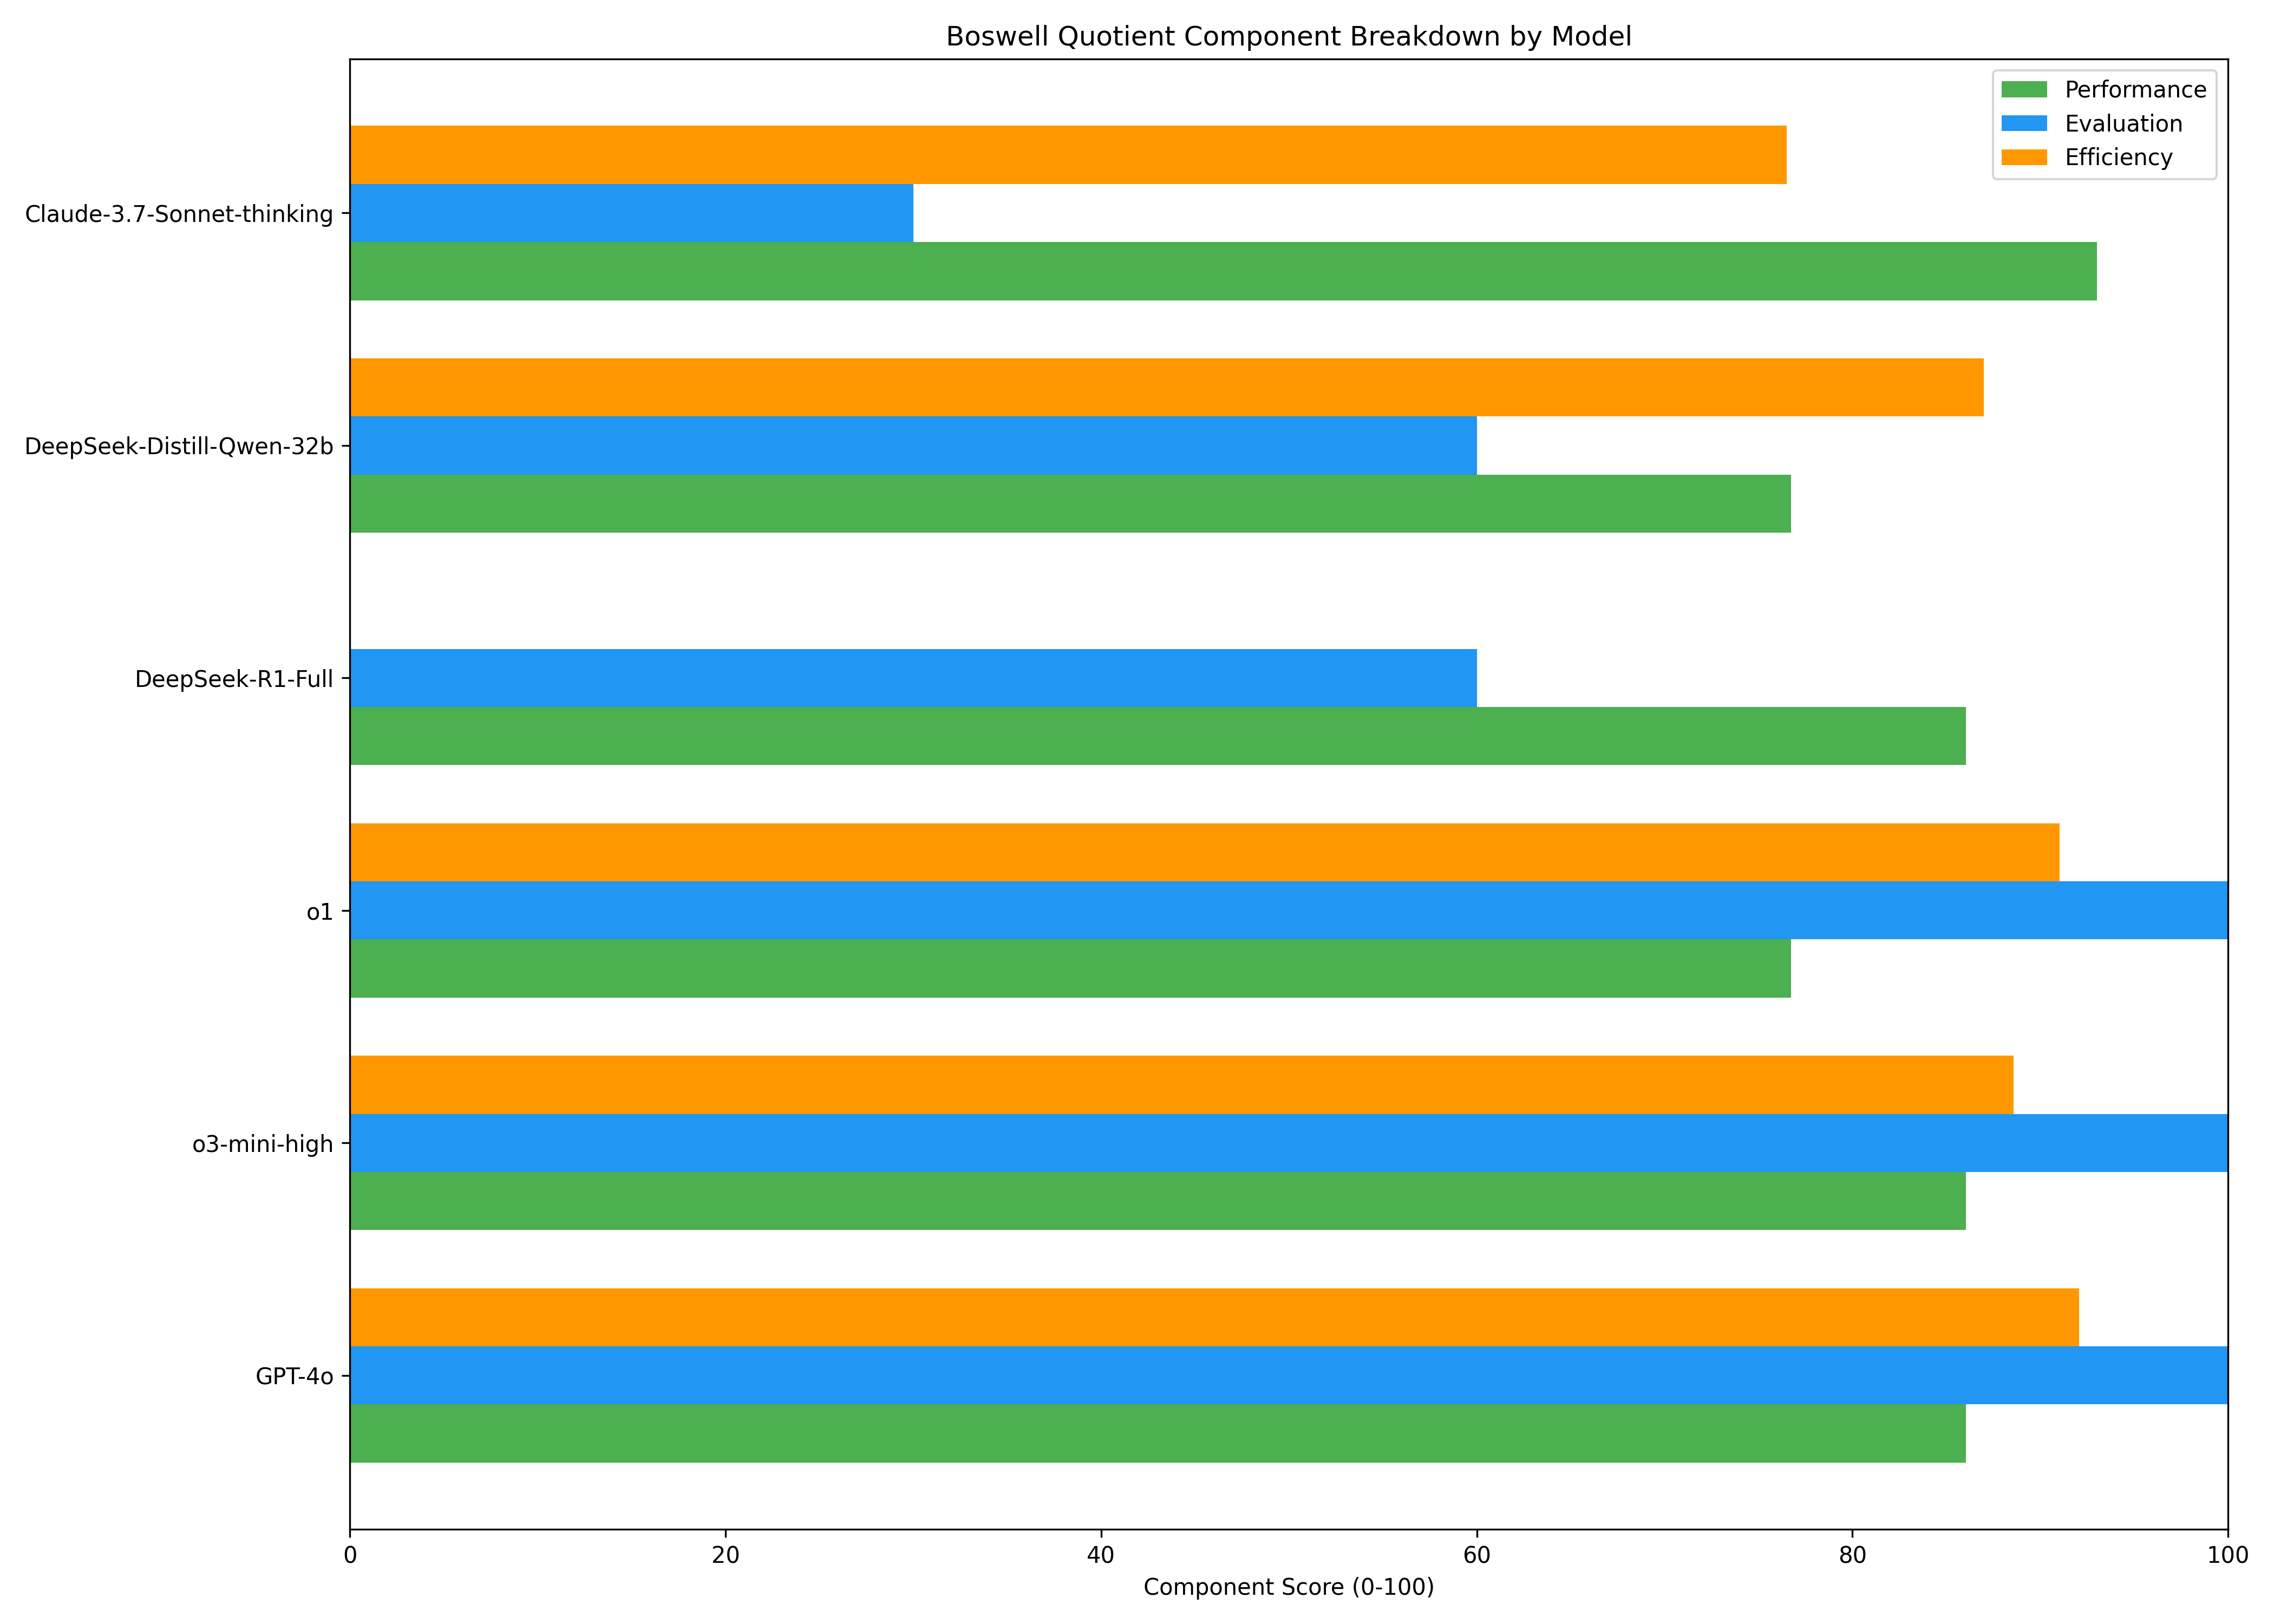 Boswell Quotient Component Breakdown by Model
Performance
Evaluation
Efficiency
Claude-3.7-Sonnet-thinking
DeepSeek-Distill-Qwen-32b
DeepSeek-R1-Full
o1
o3-mini-high
GPT-4o
0 20 40 60 80 100
Component Score (0-100)